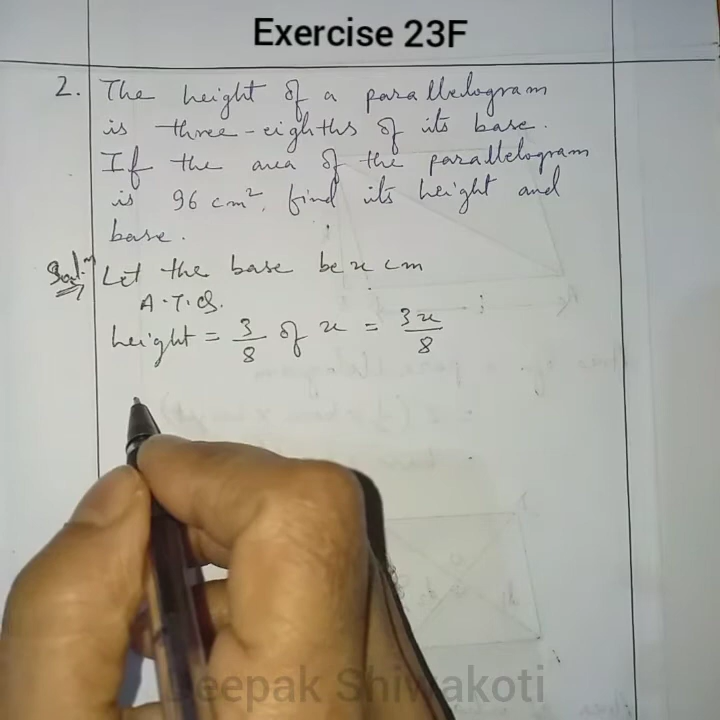 Exercise 23F
2. The height of a parallelogram
is three-eighths of its base.
If the area of the parallelogram
is 96 cm², find its height and
base.
Sol.ⁿ Let the base be x cm
A.T.Q.
height = 3/8 of x = 3x/8
Deepak Shiwakoti